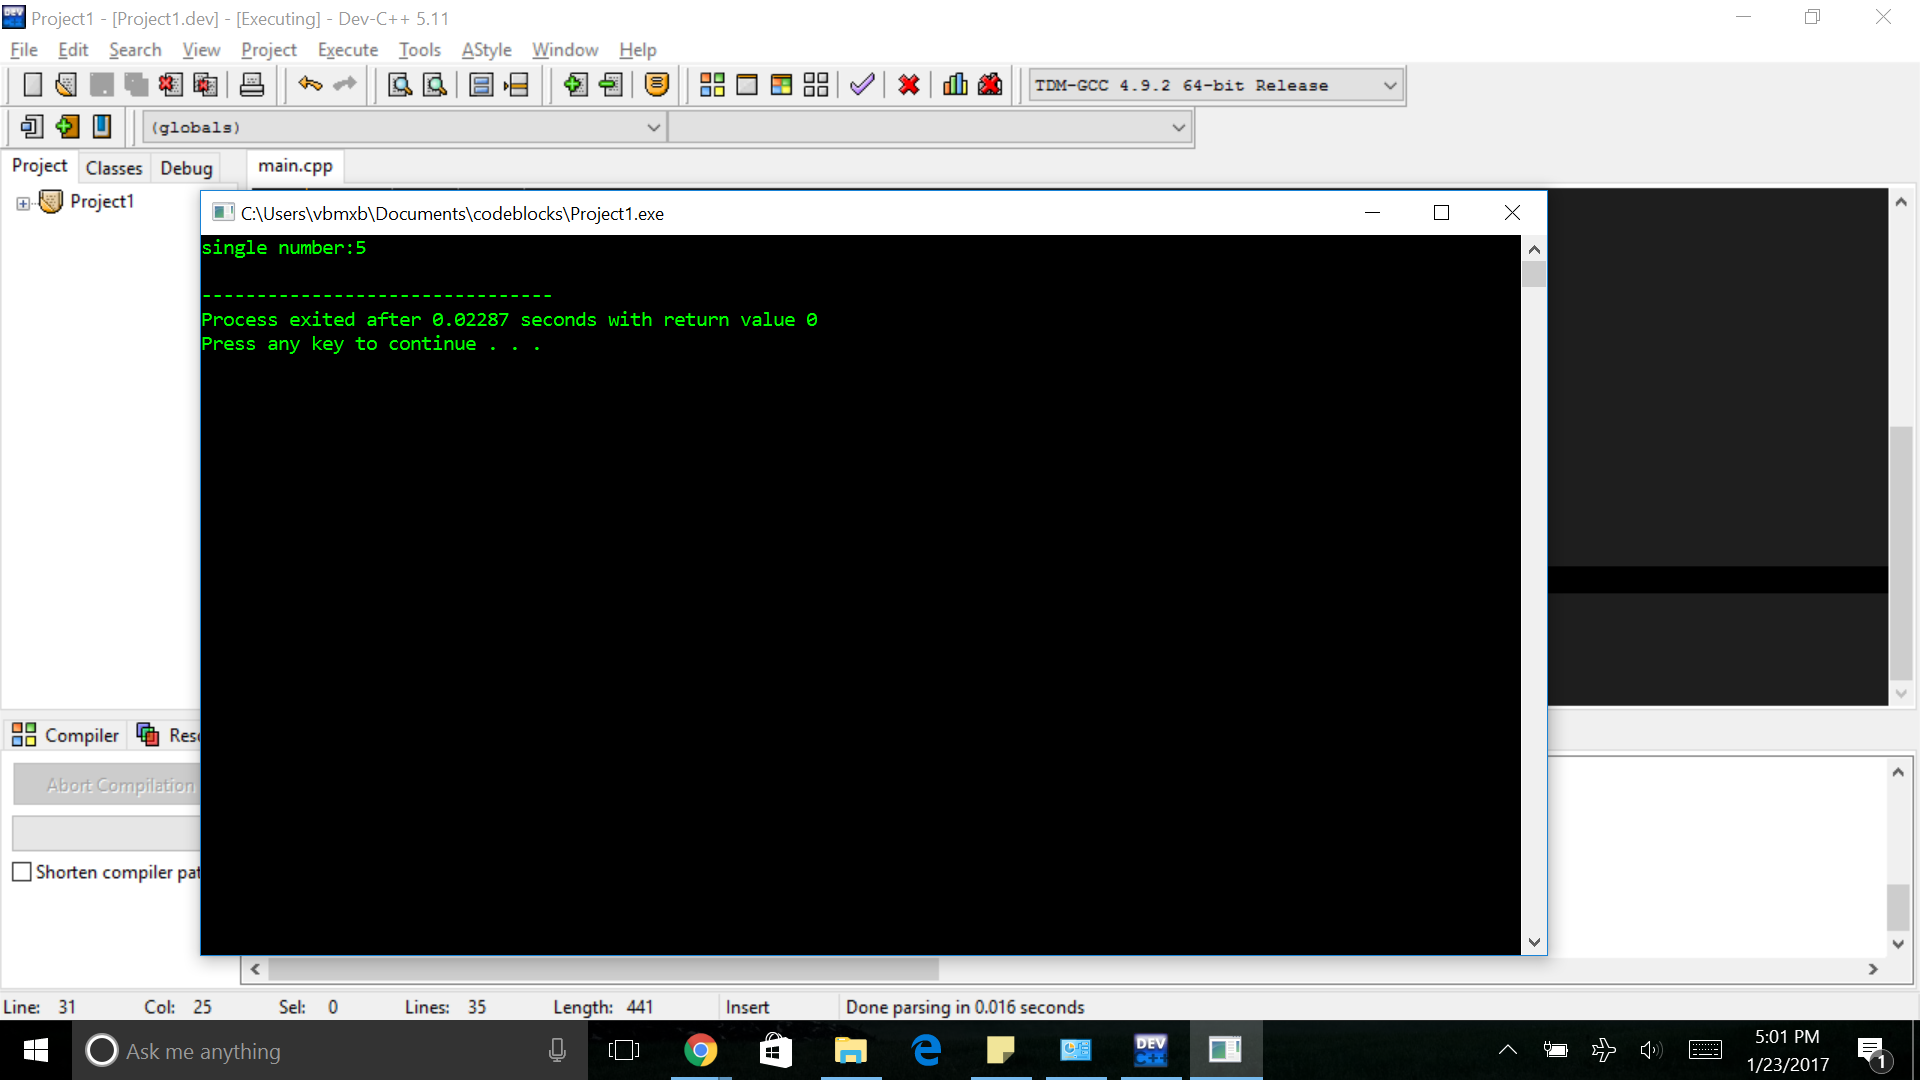 Project1 - [Project1.dev] - [Executing] - Dev-C++ 5.11
File Edit Search View Project Execute Tools AStyle Window Help
TDM-GCC 4.9.2 64-bit Release
(globals)
Project Classes Debug main.cpp
Project1
C:\Users\vbmxb\Documents\codeblocks\Project1.exe
single number:5
--------------------------------
Process exited after 0.02287 seconds with return value 0
Press any key to continue . . .
Compiler Res
Abort Compilation
Shorten compiler pat
Line: 31 Col: 25 Sel: 0 Lines: 35 Length: 441 Insert Done parsing in 0.016 seconds
Ask me anything
DEV C++
5:01 PM
1/23/2017
1